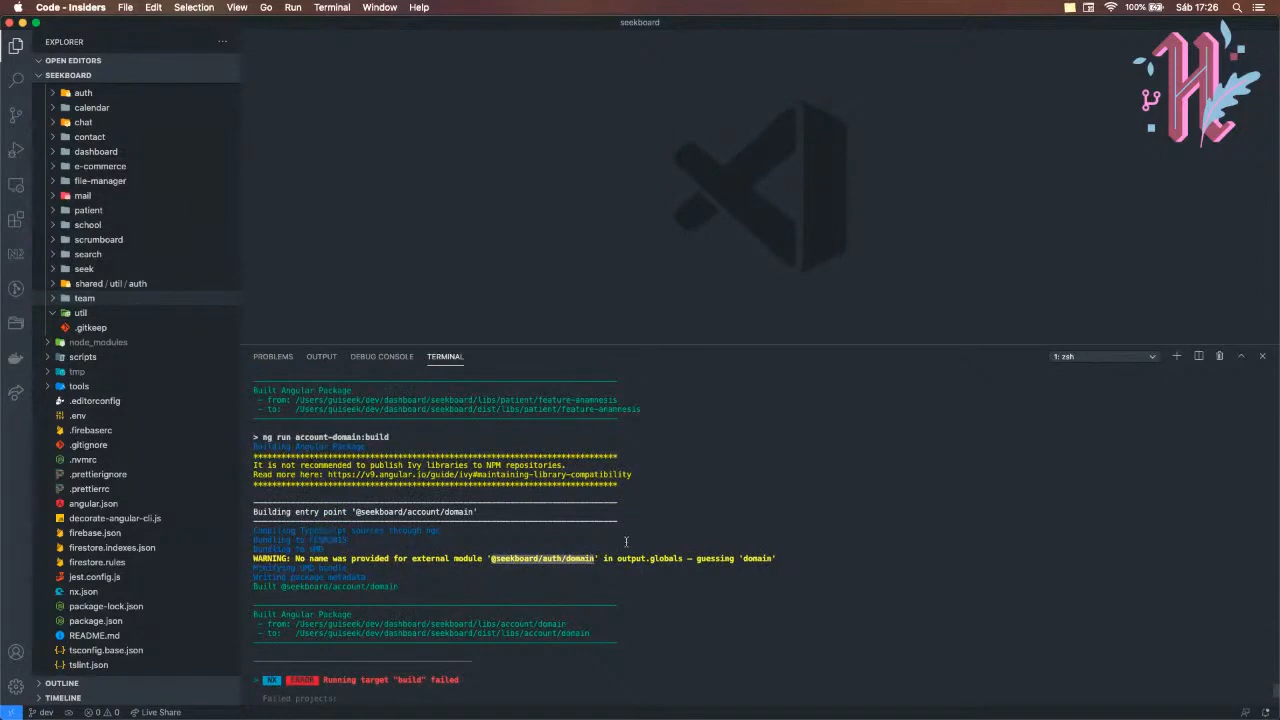 Code - Insiders File Edit Selection View Go Run Terminal Window Help
100% Sáb 17:26
seekboard
EXPLORER
OPEN EDITORS
SEEKBOARD
auth
calendar
chat
contact
dashboard
e-commerce
file-manager
mail
patient
school
scrumboard
search
seek
shared / util / auth
team
util
.gitkeep
node_modules
scripts
tmp
tools
.editorconfig
.env
.firebaserc
.gitignore
.nvmrc
.prettierignore
.prettierrc
angular.json
decorate-angular-cli.js
firebase.json
firestore.indexes.json
firestore.rules
jest.config.js
nx.json
package-lock.json
package.json
README.md
tsconfig.base.json
tslint.json
OUTLINE
TIMELINE
PROBLEMS OUTPUT DEBUG CONSOLE TERMINAL
1: zsh
Built Angular Package
- from: /Users/guiseek/dev/dashboard/seekboard/libs/patient/feature-anamnesis
- to: /Users/guiseek/dev/dashboard/seekboard/dist/libs/patient/feature-anamnesis
> ng run account-domain:build
Building Angular Package
******************************************************************************
It is not recommended to publish Ivy libraries to NPM repositories.
Read more here: https://v9.angular.io/guide/ivy#maintaining-library-compatibility
******************************************************************************
Building entry point '@seekboard/account/domain'
Compiling TypeScript sources through ngc
Bundling to FESM2015
Bundling to UMD
WARNING: No name was provided for external module '@seekboard/auth/domain' in output.globals – guessing 'domain'
Minifying UMD bundle
Writing package metadata
Built @seekboard/account/domain
Built Angular Package
- from: /Users/guiseek/dev/dashboard/seekboard/libs/account/domain
- to: /Users/guiseek/dev/dashboard/seekboard/dist/libs/account/domain
> NX ERROR Running target "build" failed
Failed projects:
dev 0 0 Live Share
H